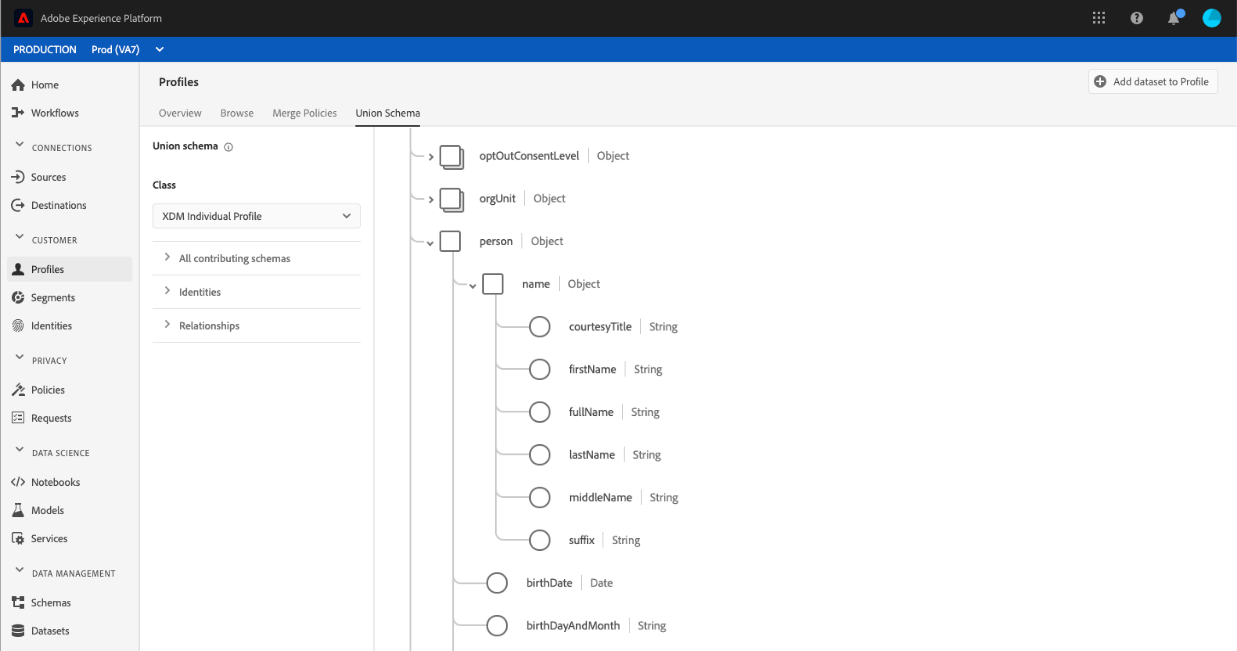 Adobe Experience Platform
PRODUCTION Prod (VA7)
Home
Workflows
CONNECTIONS
Sources
Destinations
CUSTOMER
Profiles
Segments
Identities
PRIVACY
Policies
Requests
DATA SCIENCE
Notebooks
Models
Services
DATA MANAGEMENT
Schemas
Datasets
Profiles
Add dataset to Profile
Overview Browse Merge Policies Union Schema
Union schema
Class
XDM Individual Profile
All contributing schemas
Identities
Relationships
optOutConsentLevel Object
orgUnit Object
person Object
name Object
courtesyTitle String
firstName String
fullName String
lastName String
middleName String
suffix String
birthDate Date
birthDayAndMonth String